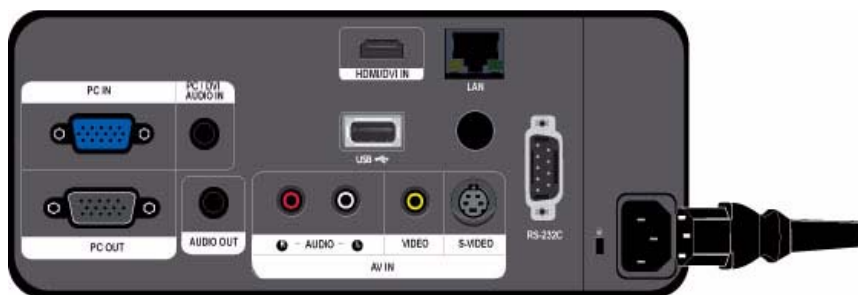 HDMI/DVI IN
LAN
PC IN
PC / DVI
AUDIO IN
USB
PC OUT
AUDIO OUT
R - AUDIO - L
VIDEO
S-VIDEO
AV IN
RS-232C